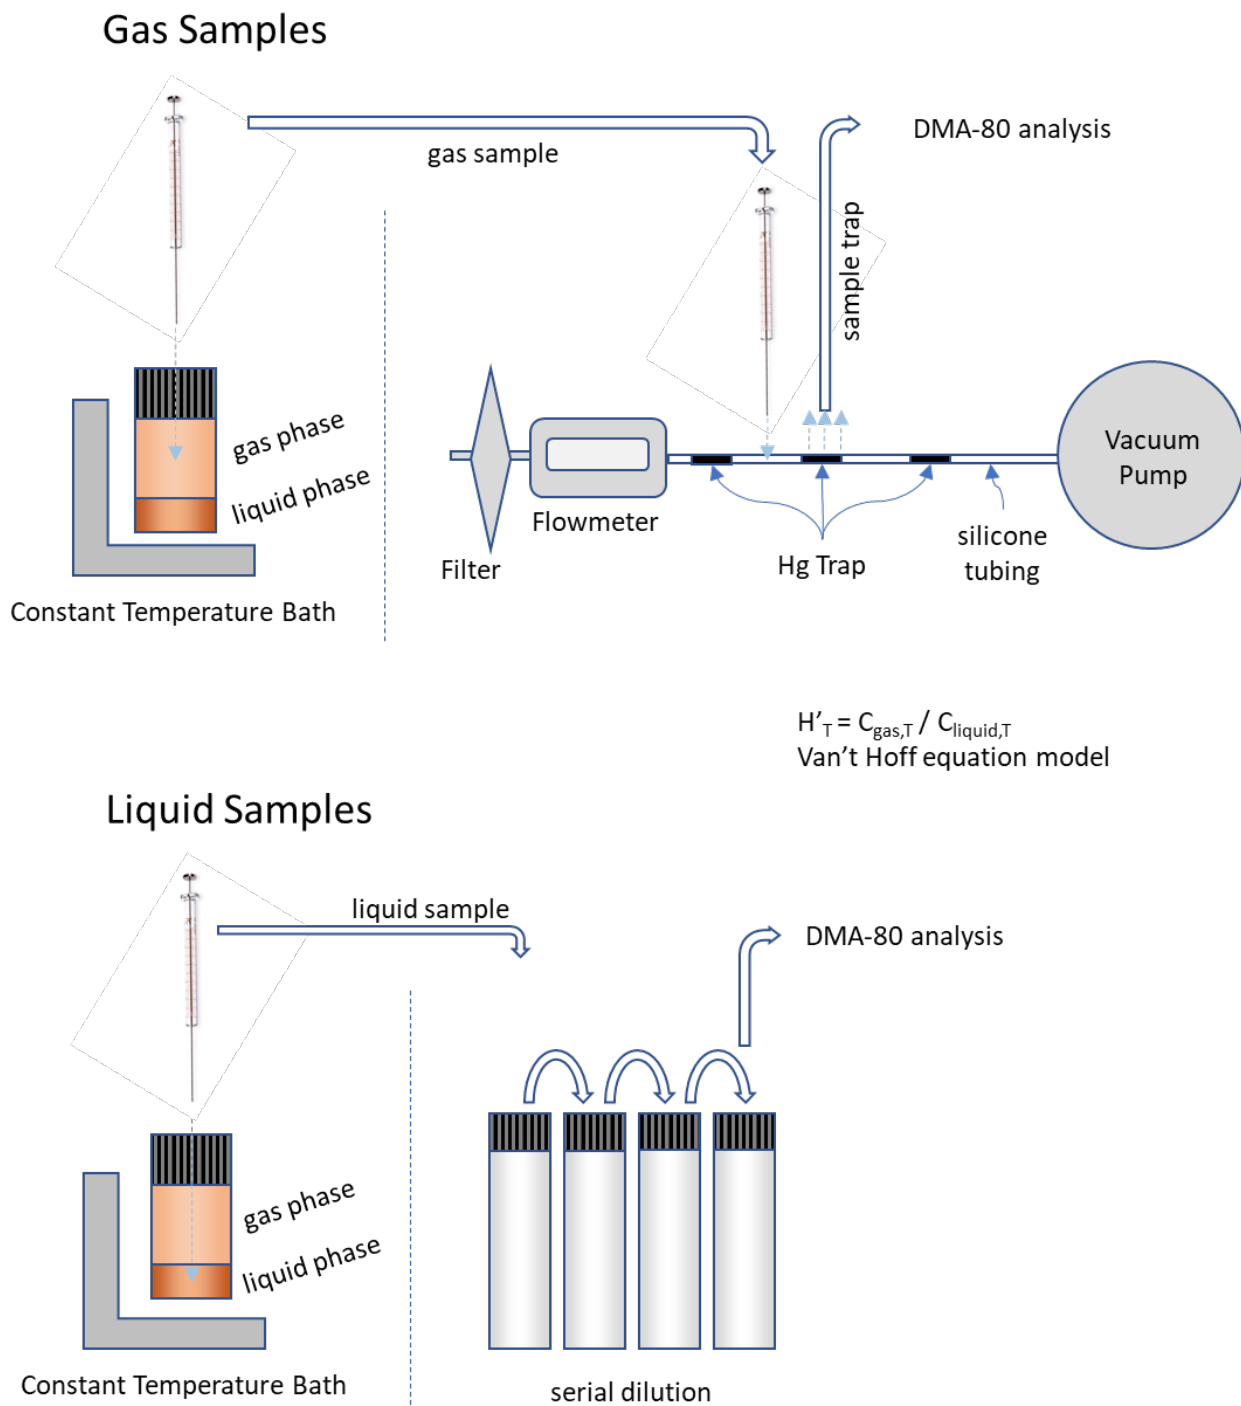 Gas Samples
gas sample
DMA-80 analysis
sample trap
gas phase
liquid phase
Constant Temperature Bath
Filter
Flowmeter
Hg Trap
silicone
tubing
Vacuum
Pump
H’T = Cgas,T / Cliquid,T
Van’t Hoff equation model
Liquid Samples
liquid sample
DMA-80 analysis
gas phase
liquid phase
Constant Temperature Bath
serial dilution